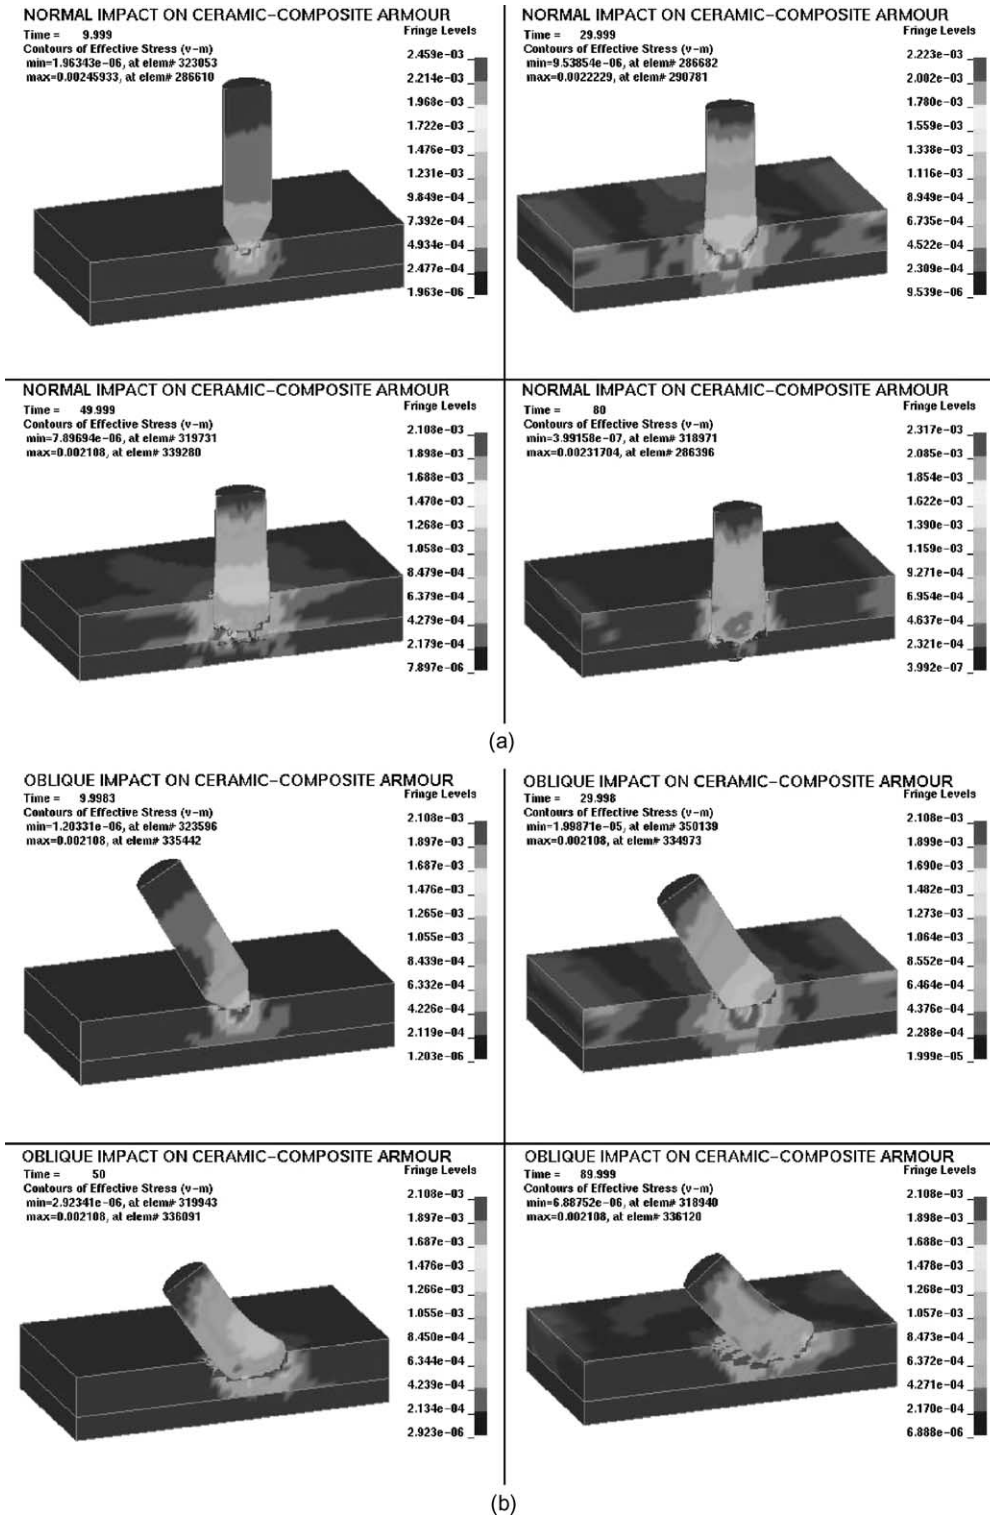 NORMAL IMPACT ON CERAMIC-COMPOSITE ARMOUR
Time = 9.999
Contours of Effective Stress (v-m)
min=1.96343e-06, at elem# 323053
max=0.00245933, at elem# 286610
Fringe Levels
2.459e-03
2.214e-03
1.968e-03
1.722e-03
1.476e-03
1.231e-03
9.849e-04
7.392e-04
4.934e-04
2.477e-04
1.963e-06
NORMAL IMPACT ON CERAMIC-COMPOSITE ARMOUR
Time = 29.999
Contours of Effective Stress (v-m)
min=9.53854e-06, at elem# 286682
max=0.0022229, at elem# 290781
Fringe Levels
2.223e-03
2.002e-03
1.780e-03
1.559e-03
1.338e-03
1.116e-03
8.949e-04
6.735e-04
4.522e-04
2.309e-04
9.539e-06
NORMAL IMPACT ON CERAMIC-COMPOSITE ARMOUR
Time = 49.999
Contours of Effective Stress (v-m)
min=7.89694e-06, at elem# 319731
max=0.002108, at elem# 339280
Fringe Levels
2.108e-03
1.898e-03
1.688e-03
1.478e-03
1.268e-03
1.058e-03
8.479e-04
6.379e-04
4.279e-04
2.179e-04
7.897e-06
NORMAL IMPACT ON CERAMIC-COMPOSITE ARMOUR
Time = 80
Contours of Effective Stress (v-m)
min=3.99158e-07, at elem# 318971
max=0.00231704, at elem# 286396
Fringe Levels
2.317e-03
2.085e-03
1.854e-03
1.622e-03
1.390e-03
1.159e-03
9.271e-04
6.954e-04
4.637e-04
2.321e-04
3.992e-07
(a)
OBLIQUE IMPACT ON CERAMIC-COMPOSITE ARMOUR
Time = 9.9983
Contours of Effective Stress (v-m)
min=1.20331e-06, at elem# 323596
max=0.002108, at elem# 335442
Fringe Levels
2.108e-03
1.897e-03
1.687e-03
1.476e-03
1.265e-03
1.055e-03
8.439e-04
6.332e-04
4.226e-04
2.119e-04
1.203e-06
OBLIQUE IMPACT ON CERAMIC-COMPOSITE ARMOUR
Time = 29.998
Contours of Effective Stress (v-m)
min=1.99871e-05, at elem# 350139
max=0.002108, at elem# 334973
Fringe Levels
2.108e-03
1.899e-03
1.690e-03
1.482e-03
1.273e-03
1.064e-03
8.552e-04
6.464e-04
4.376e-04
2.288e-04
1.999e-05
OBLIQUE IMPACT ON CERAMIC-COMPOSITE ARMOUR
Time = 50
Contours of Effective Stress (v-m)
min=2.92341e-06, at elem# 319943
max=0.002108, at elem# 336091
Fringe Levels
2.108e-03
1.897e-03
1.687e-03
1.476e-03
1.266e-03
1.055e-03
8.450e-04
6.344e-04
4.239e-04
2.134e-04
2.923e-06
OBLIQUE IMPACT ON CERAMIC-COMPOSITE ARMOUR
Time = 89.999
Contours of Effective Stress (v-m)
min=6.88752e-06, at elem# 318940
max=0.002108, at elem# 336120
Fringe Levels
2.108e-03
1.898e-03
1.688e-03
1.478e-03
1.268e-03
1.057e-03
8.473e-04
6.372e-04
4.271e-04
2.170e-04
6.888e-06
(b)